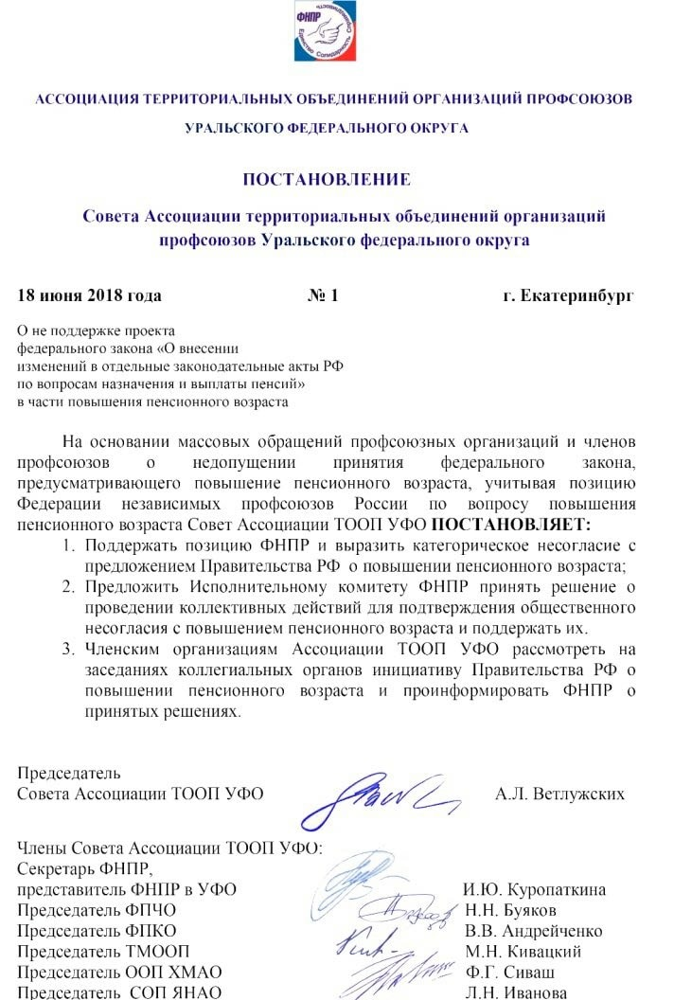 ФНПР
Единство Солидарность Справедливость
АССОЦИАЦИЯ ТЕРРИТОРИАЛЬНЫХ ОБЪЕДИНЕНИЙ ОРГАНИЗАЦИЙ ПРОФСОЮЗОВ
УРАЛЬСКОГО ФЕДЕРАЛЬНОГО ОКРУГА
ПОСТАНОВЛЕНИЕ
Совета Ассоциации территориальных объединений организаций
профсоюзов Уральского федерального округа
18 июня 2018 года № 1 г. Екатеринбург
О не поддержке проекта
федерального закона «О внесении
изменений в отдельные законодательные акты РФ
по вопросам назначения и выплаты пенсий»
в части повышения пенсионного возраста
На основании массовых обращений профсоюзных организаций и членов
профсоюзов о недопущении принятия федерального закона,
предусматривающего повышение пенсионного возраста, учитывая позицию
Федерации независимых профсоюзов России по вопросу повышения
пенсионного возраста Совет Ассоциации ТООП УФО ПОСТАНОВЛЯЕТ:
1. Поддержать позицию ФНПР и выразить категорическое несогласие с
предложением Правительства РФ о повышении пенсионного возраста;
2. Предложить Исполнительному комитету ФНПР принять решение о
проведении коллективных действий для подтверждения общественного
несогласия с повышением пенсионного возраста и поддержать их.
3. Членским организациям Ассоциации ТООП УФО рассмотреть на
заседаниях коллегиальных органов инициативу Правительства РФ о
повышении пенсионного возраста и проинформировать ФНПР о
принятых решениях.
Председатель
Совета Ассоциации ТООП УФО А.Л. Ветлужских
Члены Совета Ассоциации ТООП УФО:
Секретарь ФНПР,
представитель ФНПР в УФО И.Ю. Куропаткина
Председатель ФПЧО Н.Н. Буяков
Председатель ФПКО В.В. Андрейченко
Председатель ТМООП М.Н. Кивацкий
Председатель ООП ХМАО Ф.Г. Сиваш
Председатель СОП ЯНАО Л.Н. Иванова